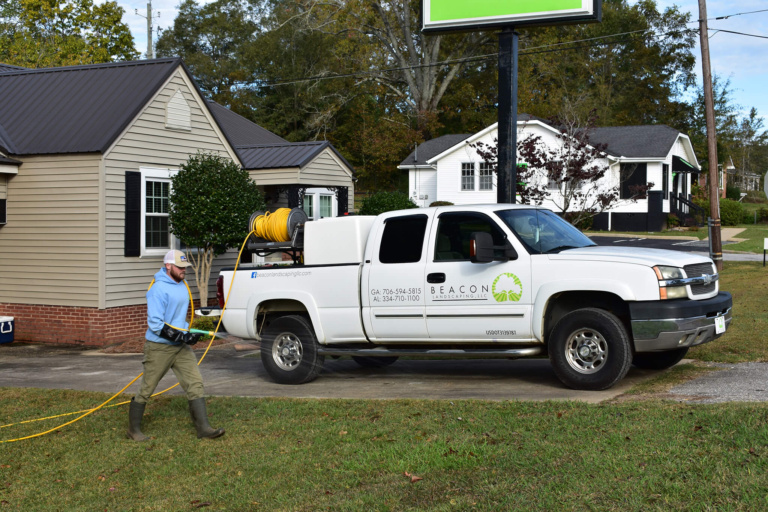 GA: 706-594-5815
AL: 334-710-1100
BEACON
LANDSCAPING, LLC